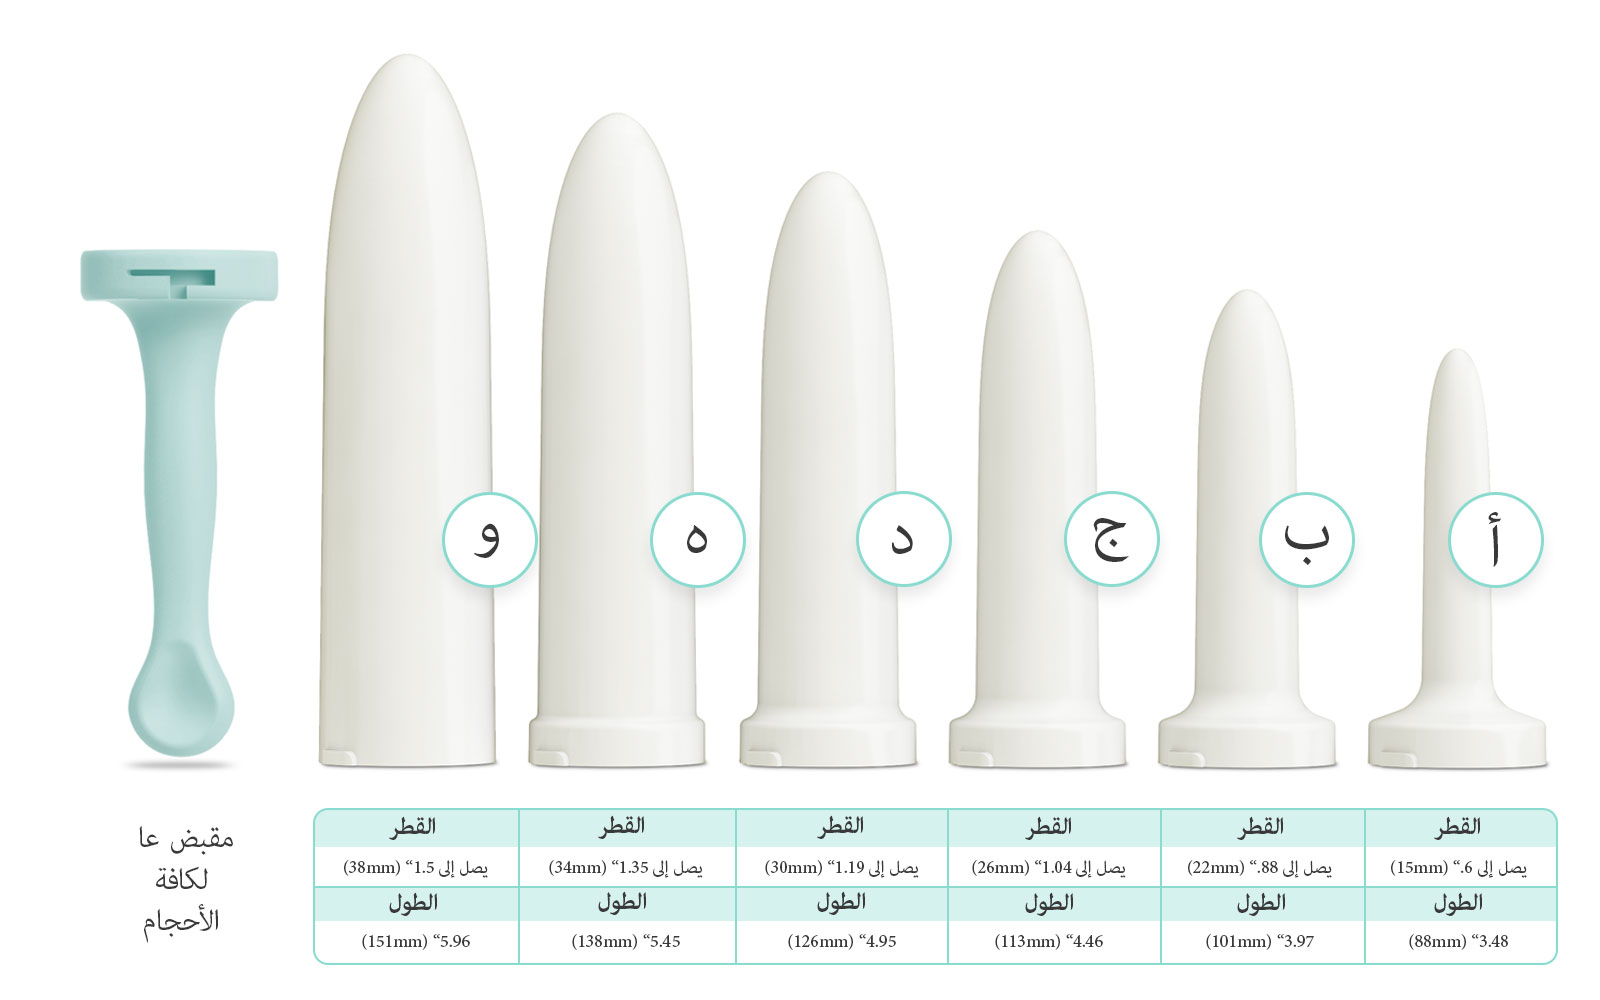 أ
ب
ج
د
ه
و
مقبض عا
لكافة
الأحجام
القطر القطر القطر القطر القطر القطر
يصل إلى 6.“ (15mm) يصل إلى 88.“ (22mm) يصل إلى 1.04“ (26mm) يصل إلى 1.19“ (30mm) يصل إلى 1.35“ (34mm) يصل إلى 1.5“ (38mm)
الطول الطول الطول الطول الطول الطول
3.48“ (88mm) 3.97“ (101mm) 4.46“ (113mm) 4.95“ (126mm) 5.45“ (138mm) 5.96“ (151mm)